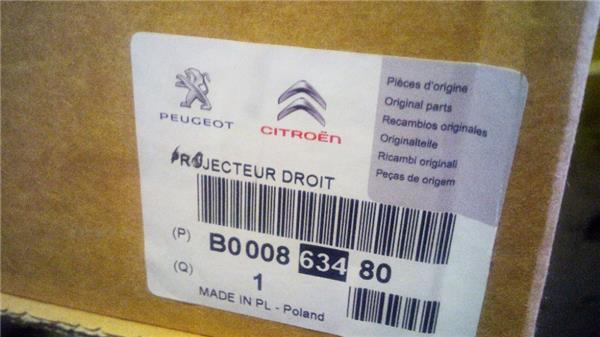 PEUGEOT
CITROËN
Pièces d'origine
Original parts
Recambios originales
Originalteile
Ricambi originali
Peças de origem
PROJECTEUR DROIT
(P) B0008 634 80
(Q) 1
MADE IN PL - Poland